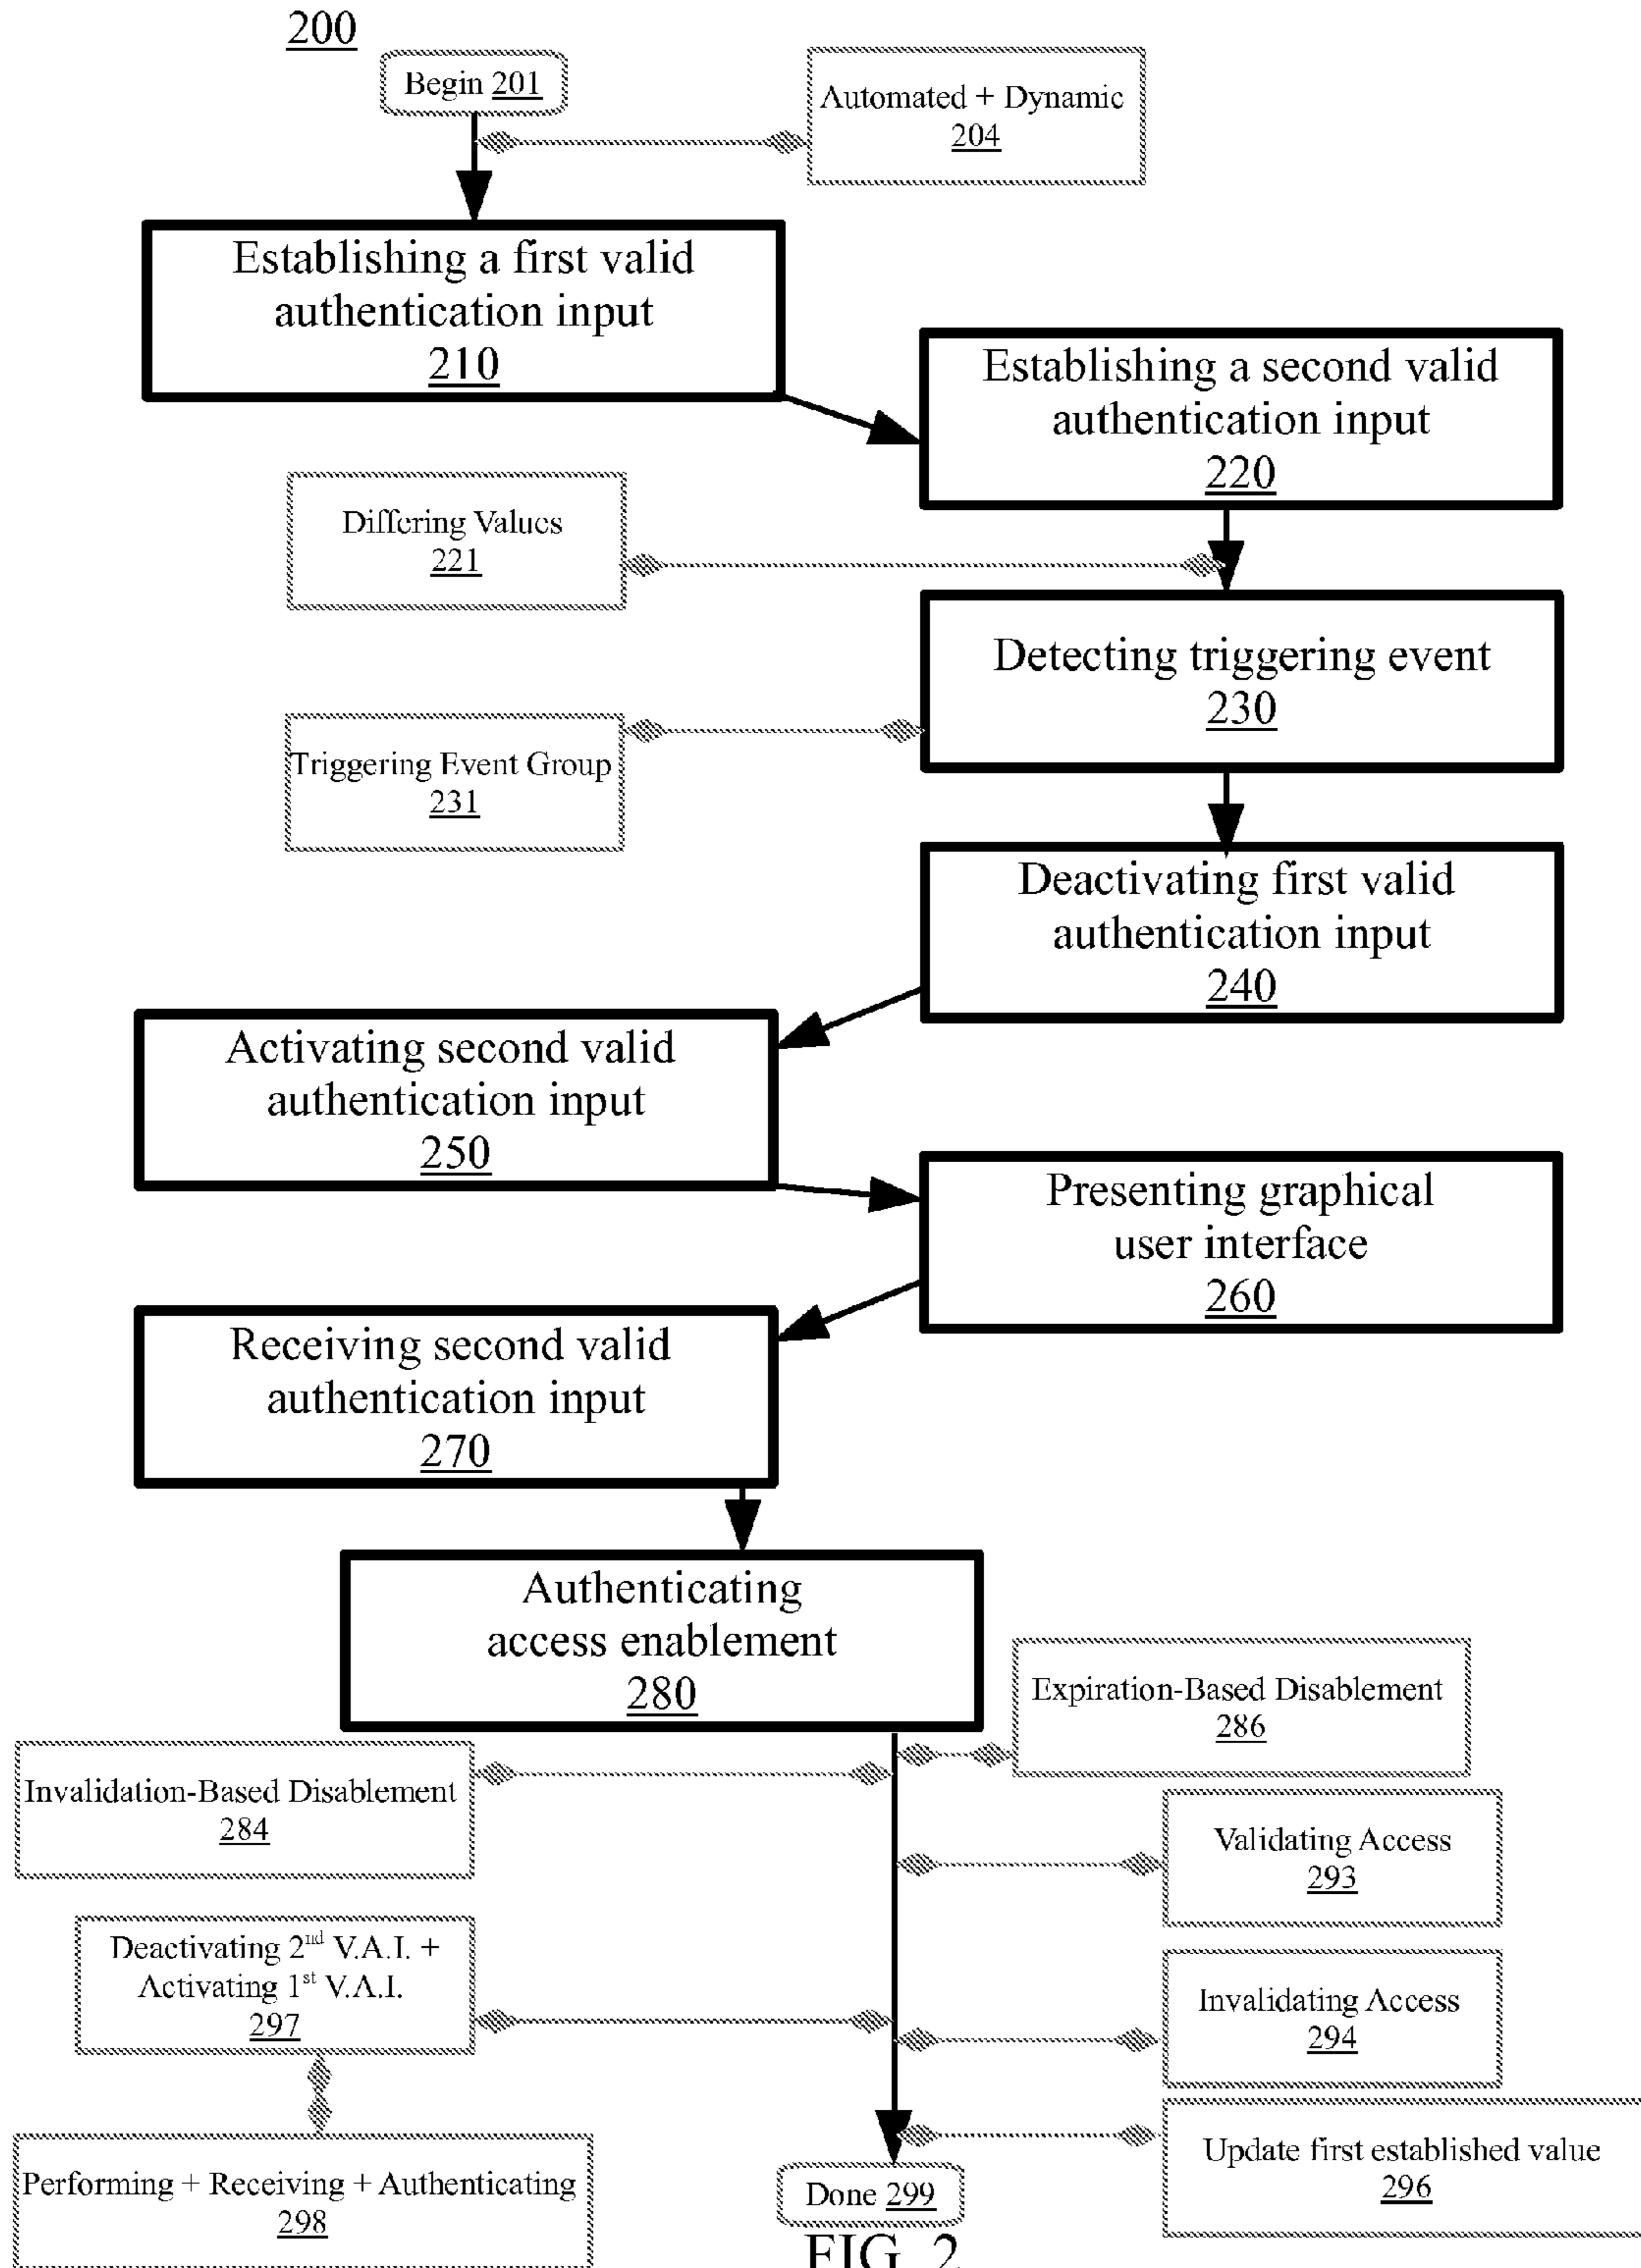 200
Begin 201
Automated + Dynamic
204
Establishing a first valid
authentication input
210
Establishing a second valid
authentication input
220
Differing Values
221
Detecting triggering event
230
Triggering Event Group
231
Deactivating first valid
authentication input
240
Activating second valid
authentication input
250
Presenting graphical
user interface
260
Receiving second valid
authentication input
270
Authenticating
access enablement
280
Expiration-Based Disablement
286
Invalidation-Based Disablement
284
Validating Access
293
Deactivating 2nd V.A.I. +
Activating 1st V.A.I.
297
Invalidating Access
294
Update first established value
296
Performing + Receiving + Authenticating
298
Done 299
FIG. 2